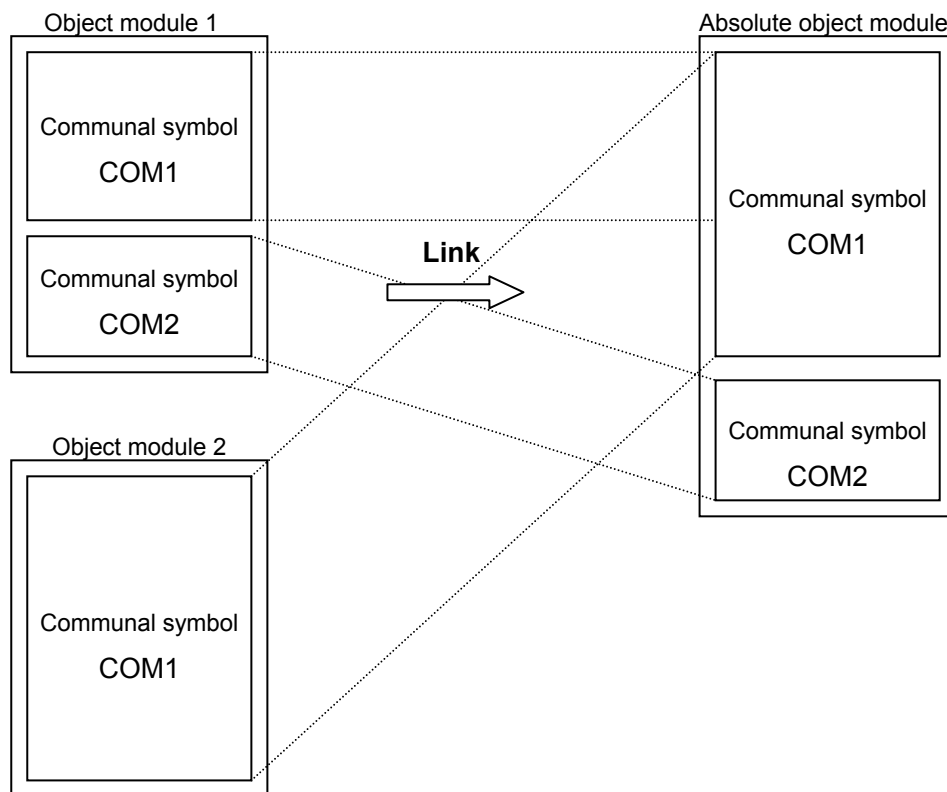 Object module 1
Communal symbol
COM1
Communal symbol
COM2
Object module 2
Communal symbol
COM1
Link
Absolute object module
Communal symbol
COM1
Communal symbol
COM2